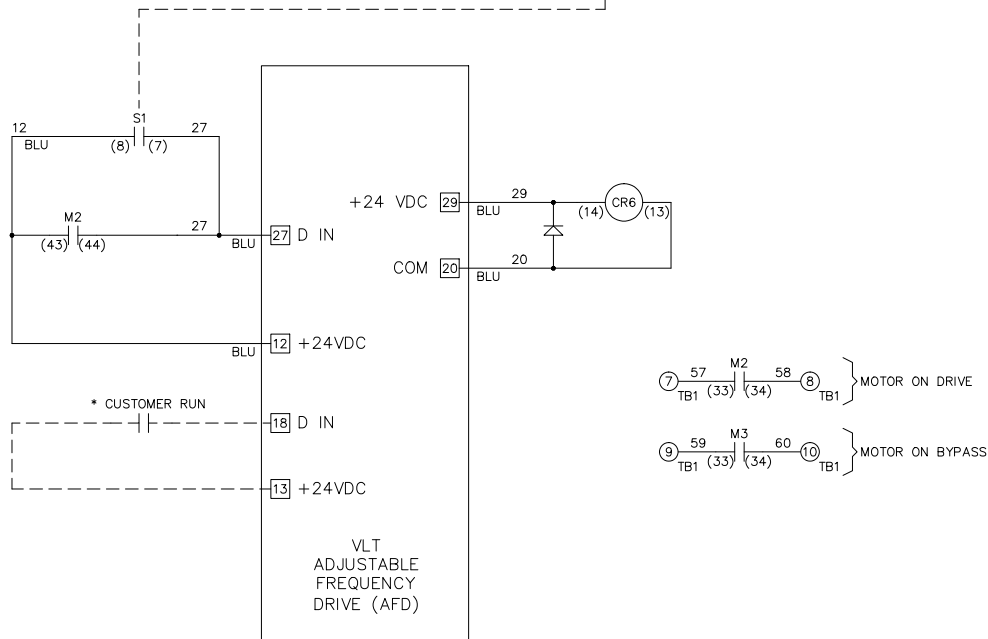 S1
12 27
BLU (8) (7)
M2
27
(43) (44) BLU
27 D IN
+24 VDC 29 29
BLU (14) CR6 (13)
COM 20 20
BLU
12 +24VDC
BLU
* CUSTOMER RUN
18 D IN
13 +24VDC
VLT
ADJUSTABLE
FREQUENCY
DRIVE (AFD)
M2
7 57 58 8 MOTOR ON DRIVE
TB1 (33) (34) TB1
M3
9 59 60 10 MOTOR ON BYPASS
TB1 (33) (34) TB1